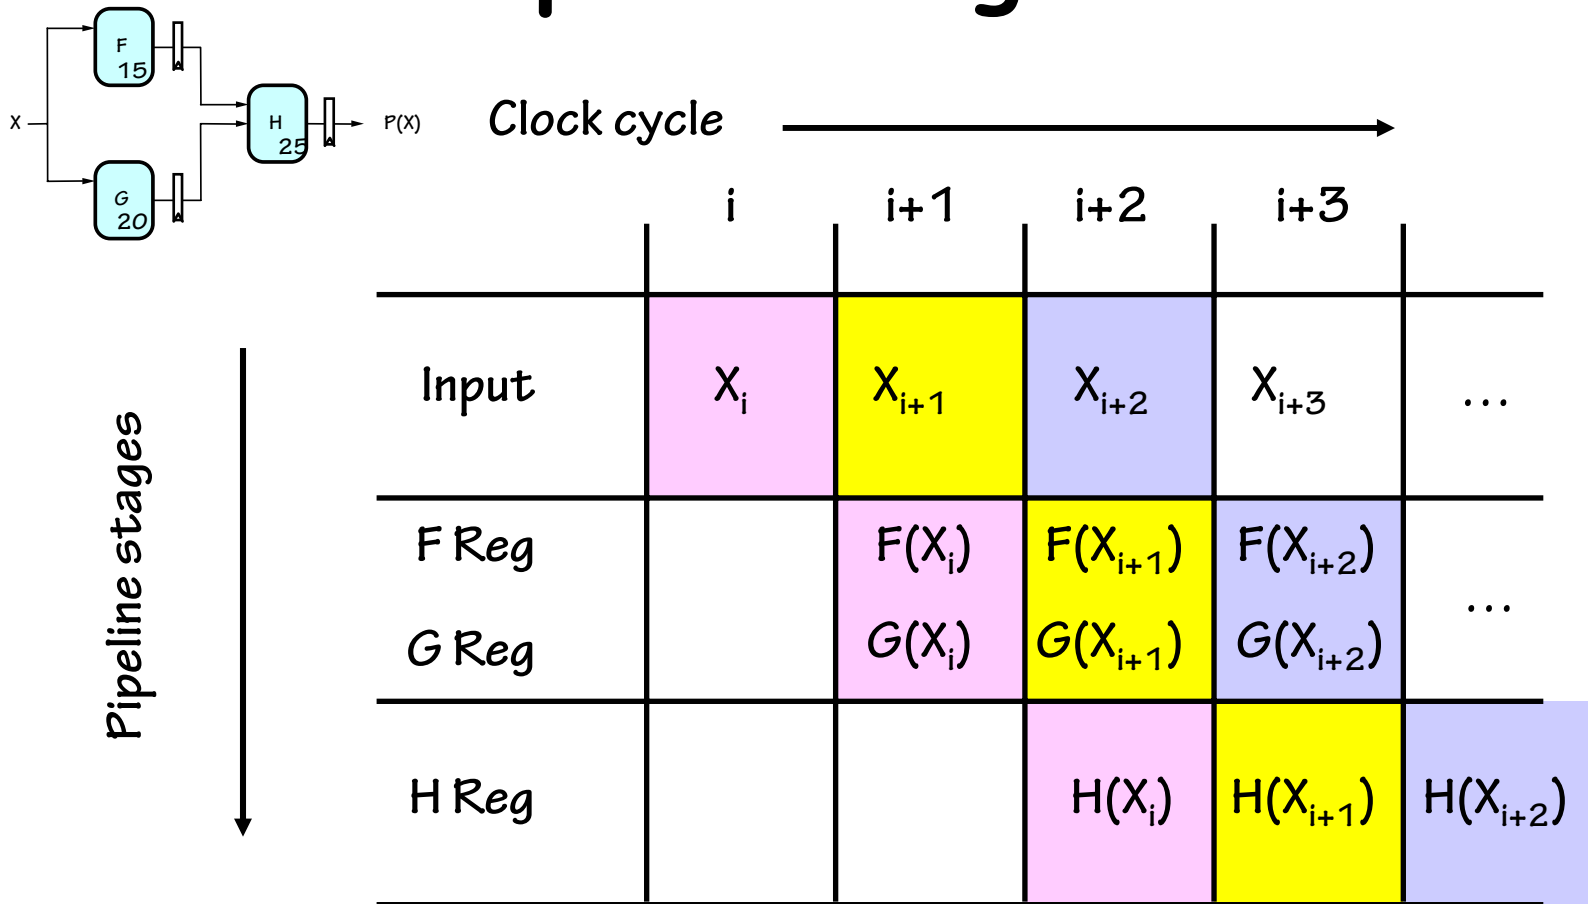 F
15
X
H
25
P(X)
G
20
Clock cycle
i i+1 i+2 i+3
Pipeline stages
Input Xi Xi+1 Xi+2 Xi+3 ...
F Reg F(Xi) F(Xi+1) F(Xi+2)
...
G Reg G(Xi) G(Xi+1) G(Xi+2)
H Reg H(Xi) H(Xi+1) H(Xi+2)